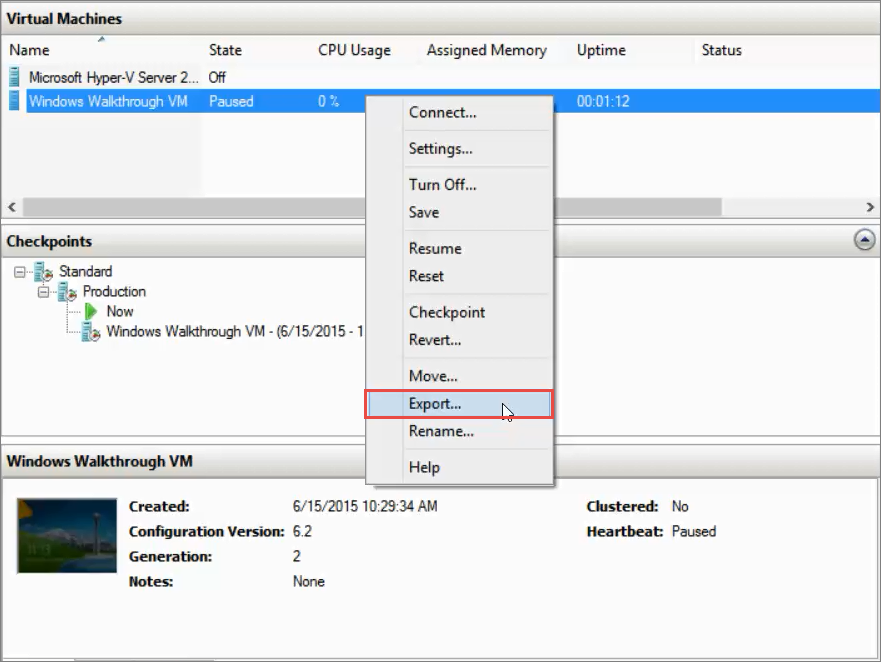 Virtual Machines
Name State CPU Usage Assigned Memory Uptime Status
Microsoft Hyper-V Server 2... Off
Windows Walkthrough VM Paused 0 % 00:01:12
Connect...
Settings...
Turn Off...
Save
Resume
Reset
Checkpoint
Revert...
Move...
Export...
Rename...
Help
Checkpoints
Standard
Production
Now
Windows Walkthrough VM - (6/15/2015 - 1
Windows Walkthrough VM
Created: 6/15/2015 10:29:34 AM Clustered: No
Configuration Version: 6.2 Heartbeat: Paused
Generation: 2
Notes: None